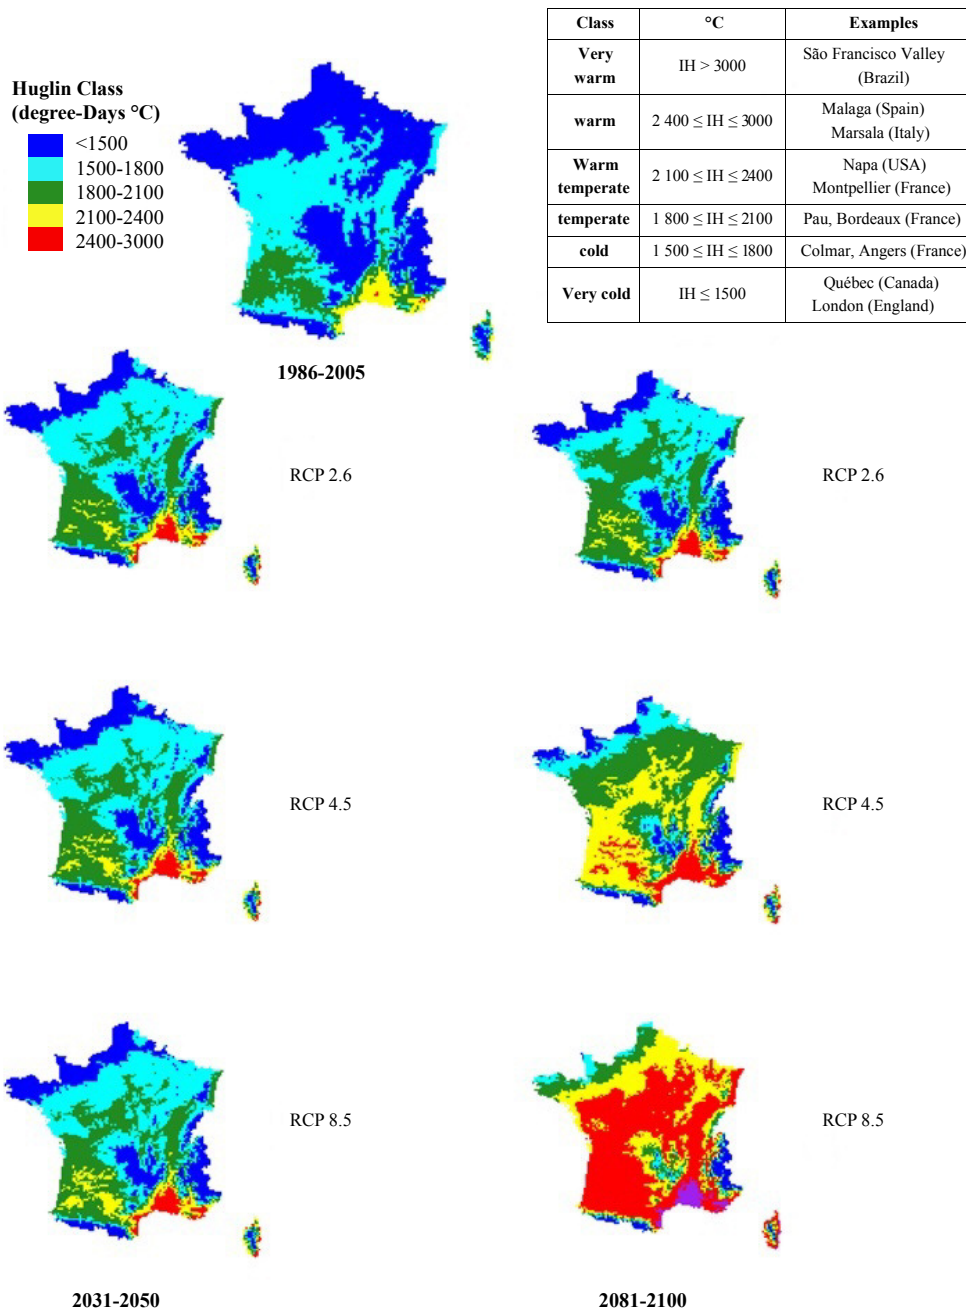 Huglin Class
(degree-Days °C)
<1500
1500-1800
1800-2100
2100-2400
2400-3000
Class °C Examples
Very warm IH > 3000 São Francisco Valley (Brazil)
warm 2 400 ≤ IH ≤ 3000 Malaga (Spain) Marsala (Italy)
Warm temperate 2 100 ≤ IH ≤ 2400 Napa (USA) Montpellier (France)
temperate 1 800 ≤ IH ≤ 2100 Pau, Bordeaux (France)
cold 1 500 ≤ IH ≤ 1800 Colmar, Angers (France)
Very cold IH ≤ 1500 Québec (Canada) London (England)
1986-2005
RCP 2.6
RCP 2.6
RCP 4.5
RCP 4.5
RCP 8.5
RCP 8.5
2031-2050
2081-2100